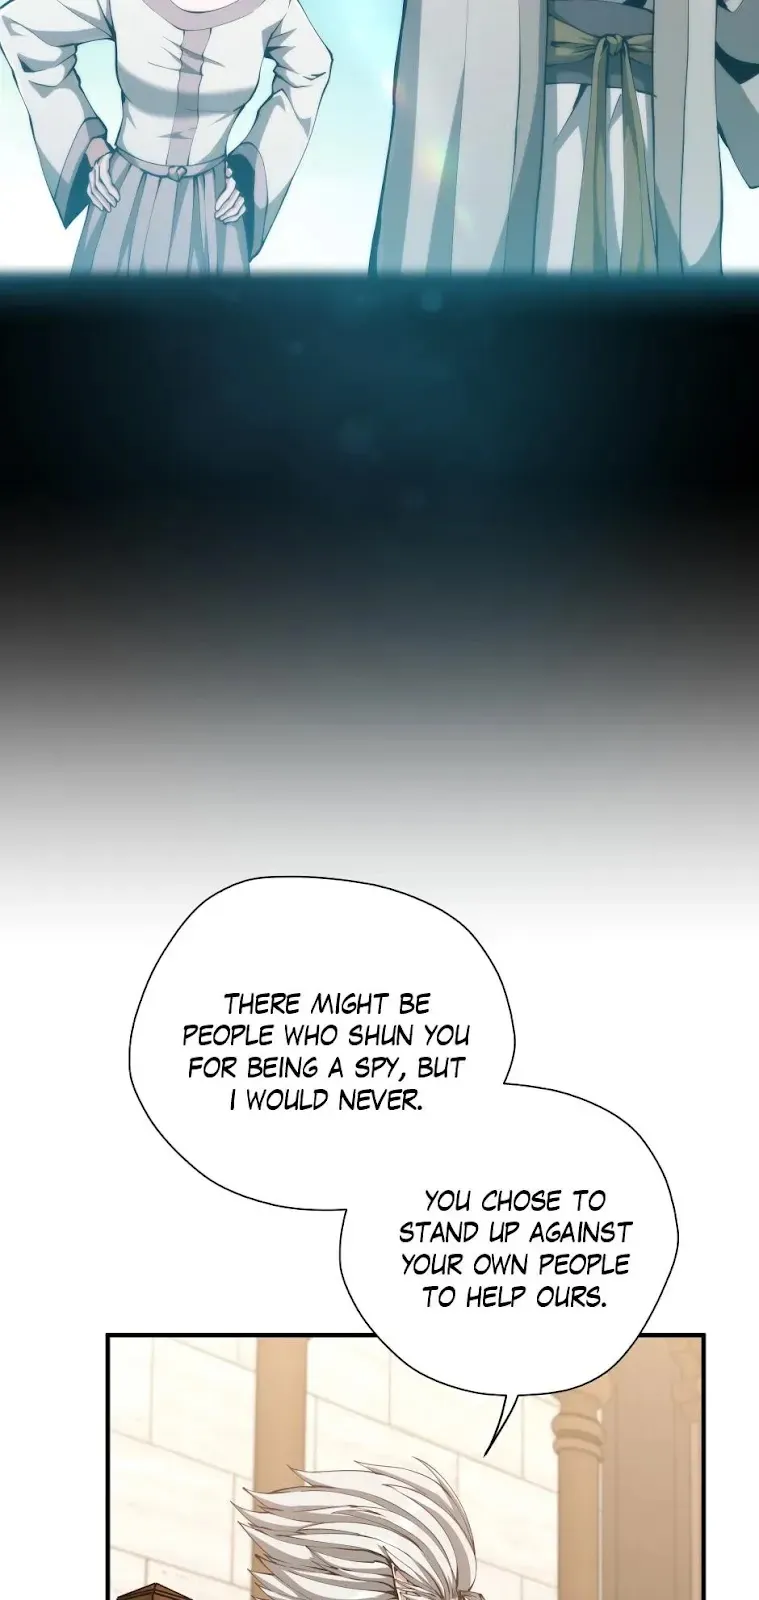 THERE MIGHT BE
PEOPLE WHO SHUN YOU
FOR BEING A SPY, BUT
I WOULD NEVER.
YOU CHOSE TO
STAND UP AGAINST
YOUR OWN PEOPLE
TO HELP OURS.